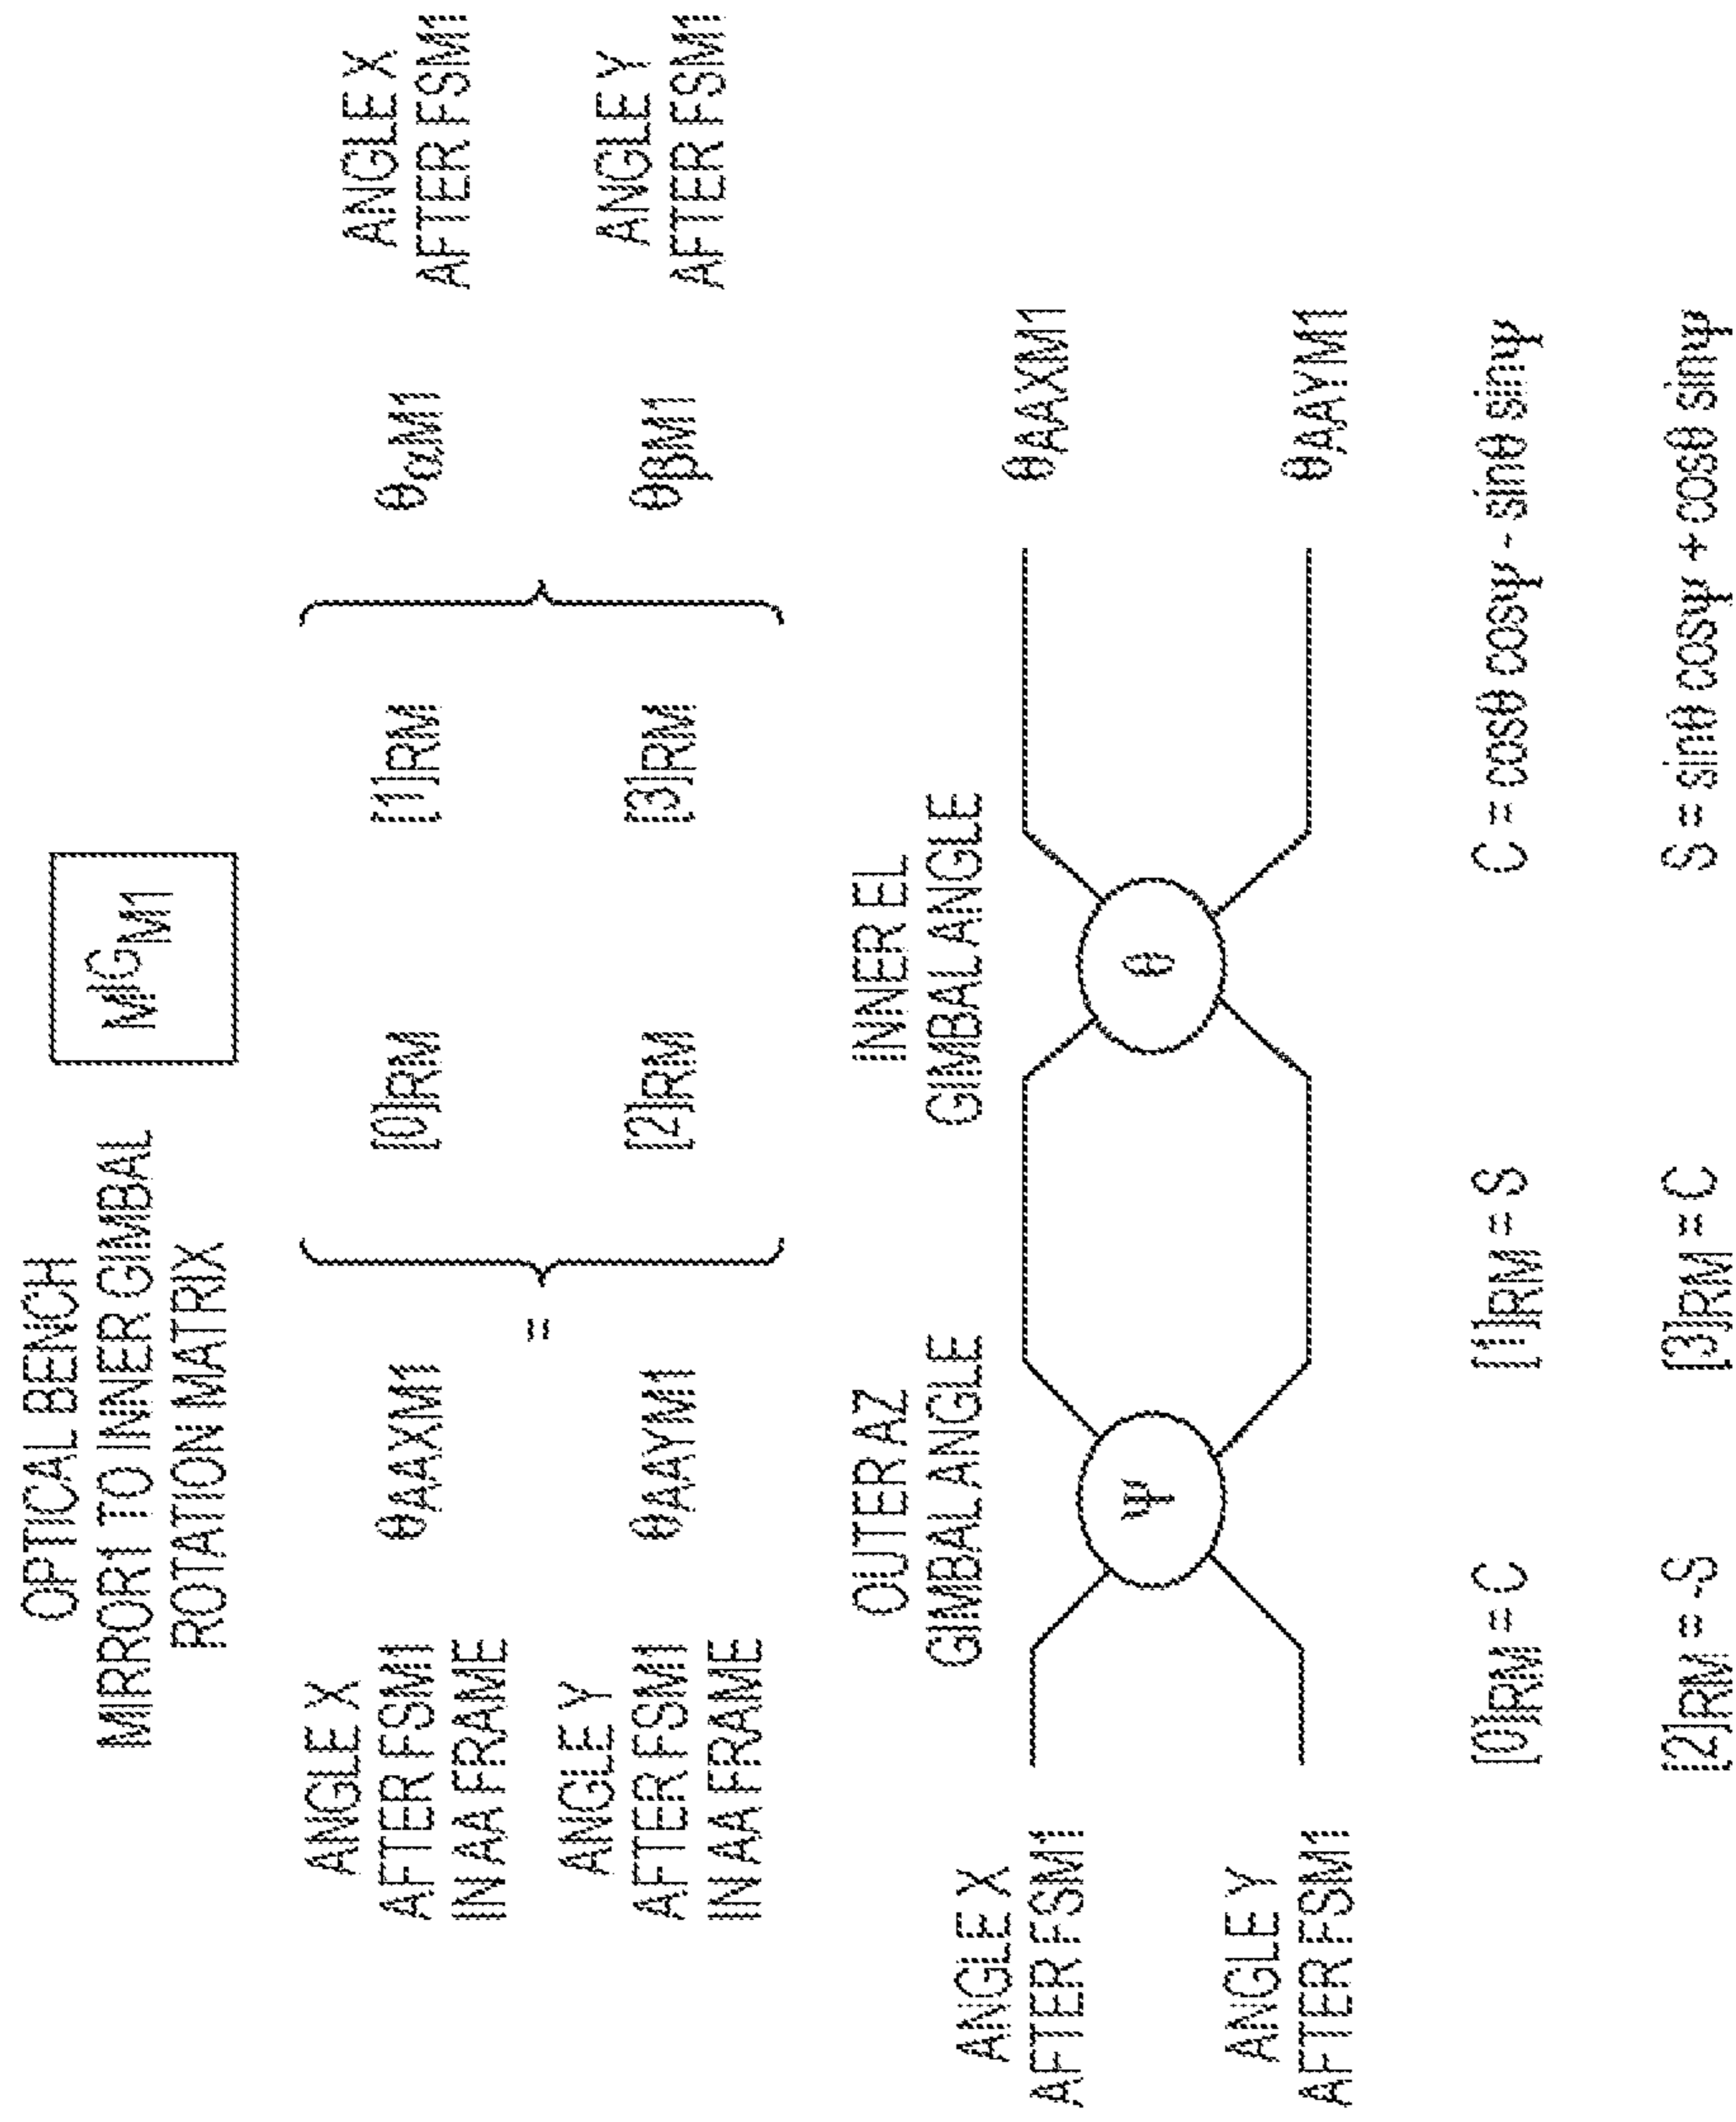 OPTICAL BENCH
MIRROR1 TO INNER GIMBAL
ROTATION MATRIX
MIGM1
ANGLE X
AFTER FSM1
IN AA FRAME
θAAXM1
[0]RM
[1]RM
θαM1
ANGLE X
AFTER FSM1
=
ANGLE Y
AFTER FSM1
IN AA FRAME
θAAYM1
[2]RM
[3]RM
θβM1
ANGLE Y
AFTER FSM1
OUTER AZ
GIMBAL ANGLE
INNER EL
GIMBAL ANGLE
ANGLE X
AFTER FSM1
ψ
θ
θAAXM1
ANGLE Y
AFTER FSM1
θAAYM1
[0]RM = C
[1]RM = S
C = cosθ cosψ - sinθ sinψ
[2]RM = -S
[3]RM = C
S = sinθ cosψ + cosθ sinψ